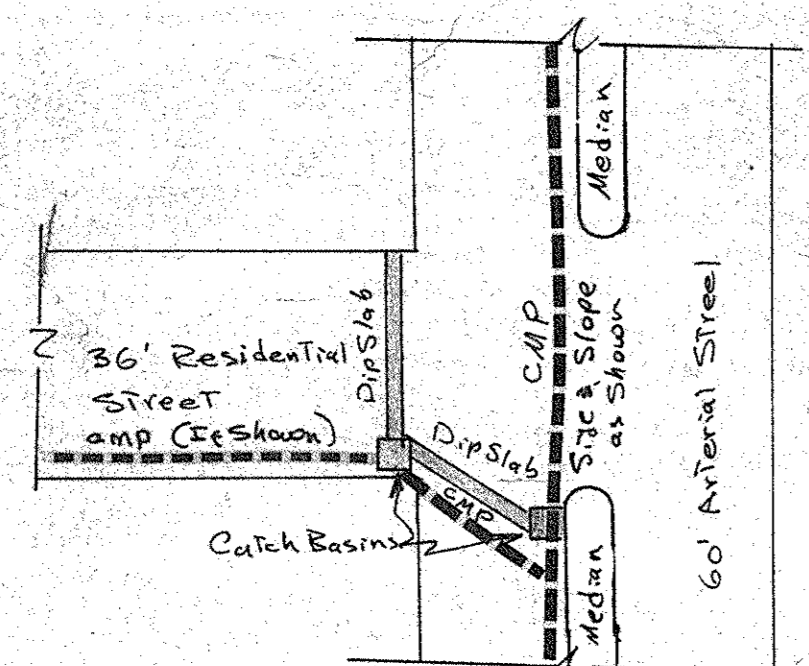 Median
36' Residential
Street
cmp (If Shown)
Dip Slab
CMP
Size & Slope
as Shown
60' Arterial Street
Dip Slab
CMP
Catch Basins
Median